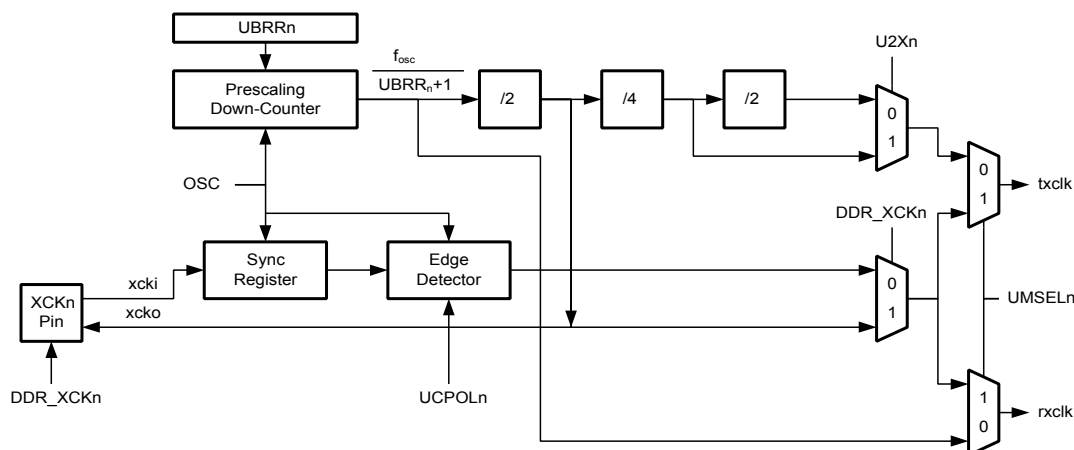 UBRRn
U2Xn
fosc
UBRRn+1
Prescaling
Down-Counter
/2
/4
/2
0
1
OSC
0
1
txclk
DDR_XCKn
Sync
Register
Edge
Detector
xcki
0
1
XCKn
Pin
xcko
UMSELn
DDR_XCKn
UCPOLn
1
0
rxclk